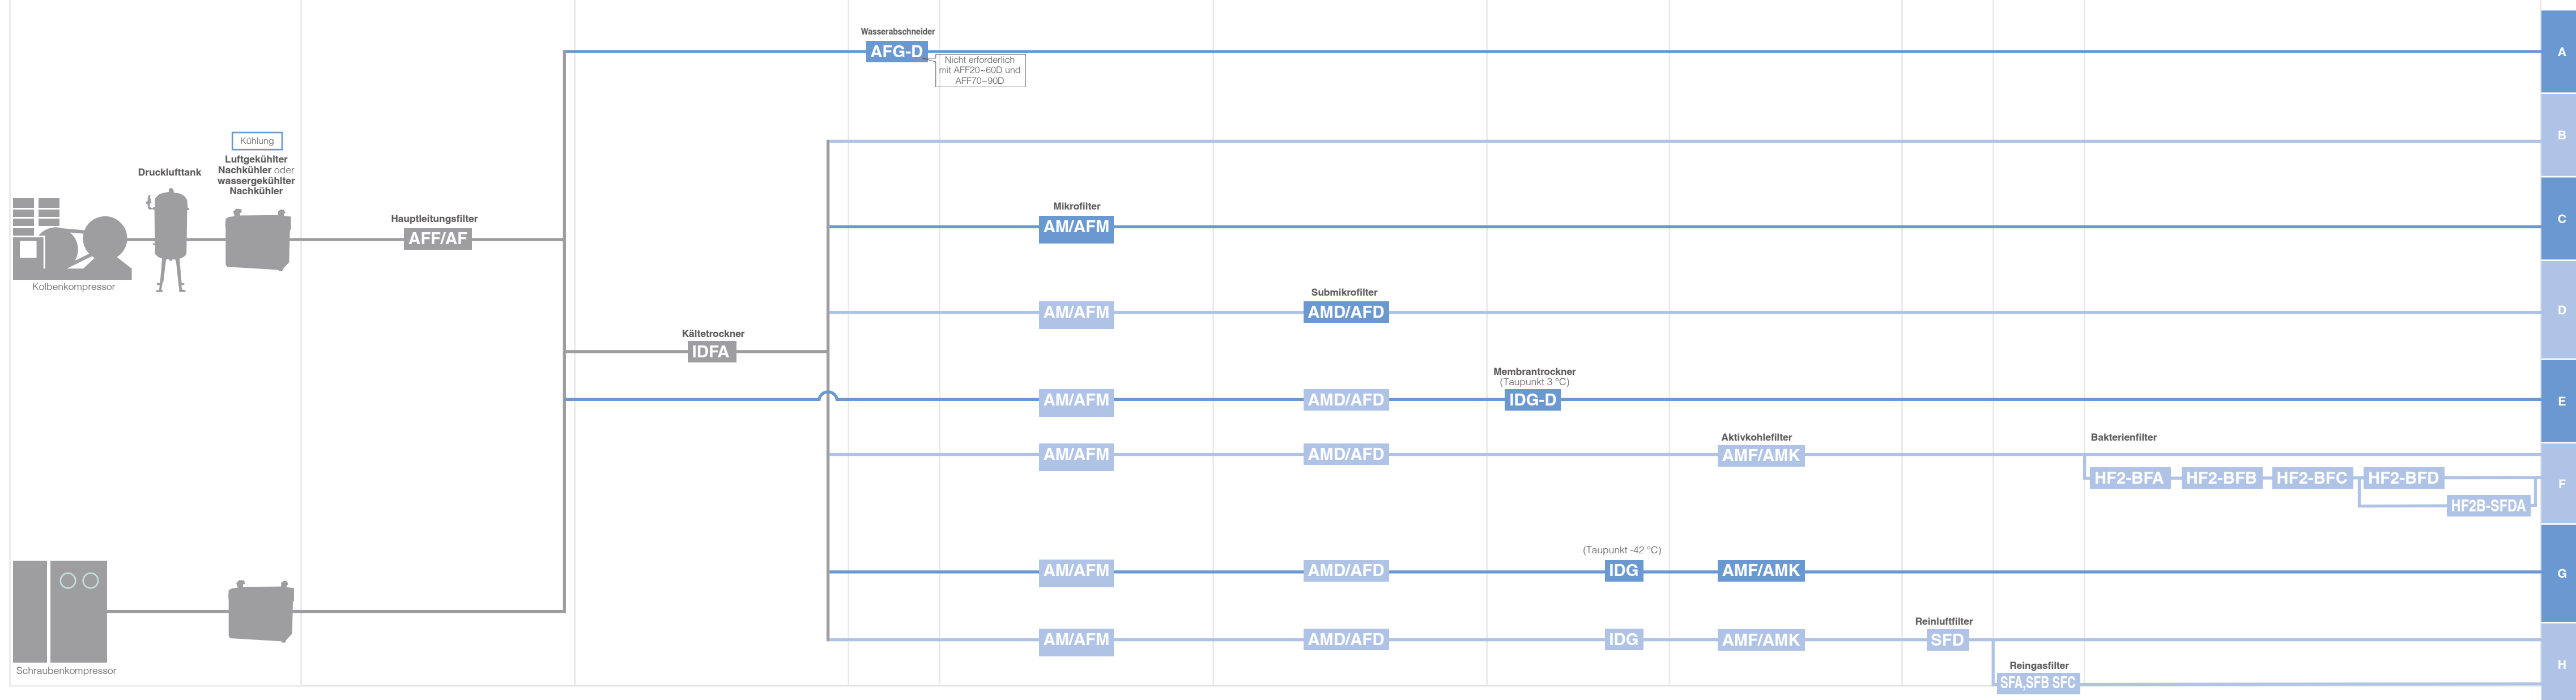 Wasserabschneider
AFG-D
Nicht erforderlich
mit AFF20~60D und
AFF70~90D
A
Kühlung
Luftgekühlter
Nachkühler oder
wassergekühlter
Nachkühler
Drucklufttank
B
Kolbenkompressor
Hauptleitungsfilter
AFF/AF
Mikrofilter
AM/AFM
C
Submikrofilter
AM/AFM
AMD/AFD
D
Kältetrockner
IDFA
Membrantrockner
(Taupunkt 3 °C)
AM/AFM
AMD/AFD
IDG-D
E
Aktivkohlefilter
Bakterienfilter
AM/AFM
AMD/AFD
AMF/AMK
HF2-BFA
HF2-BFB
HF2-BFC
HF2-BFD
HF2B-SFDA
F
(Taupunkt -42 °C)
AM/AFM
AMD/AFD
IDG
AMF/AMK
G
Schraubenkompressor
Reinluftfilter
AM/AFM
AMD/AFD
IDG
AMF/AMK
SFD
Reingasfilter
SFA,SFB SFC
H